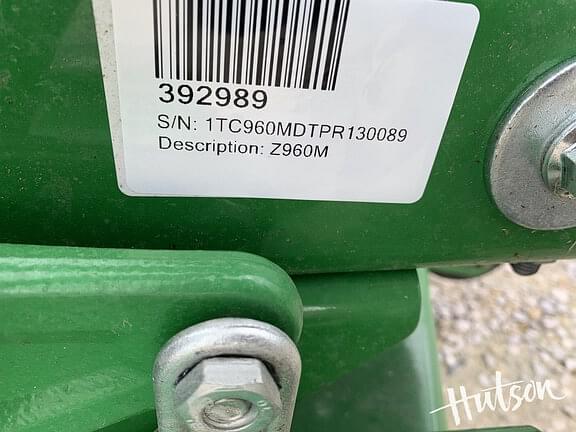 392989
S/N: 1TC960MDTPR130089
Description: Z960M
Hutson